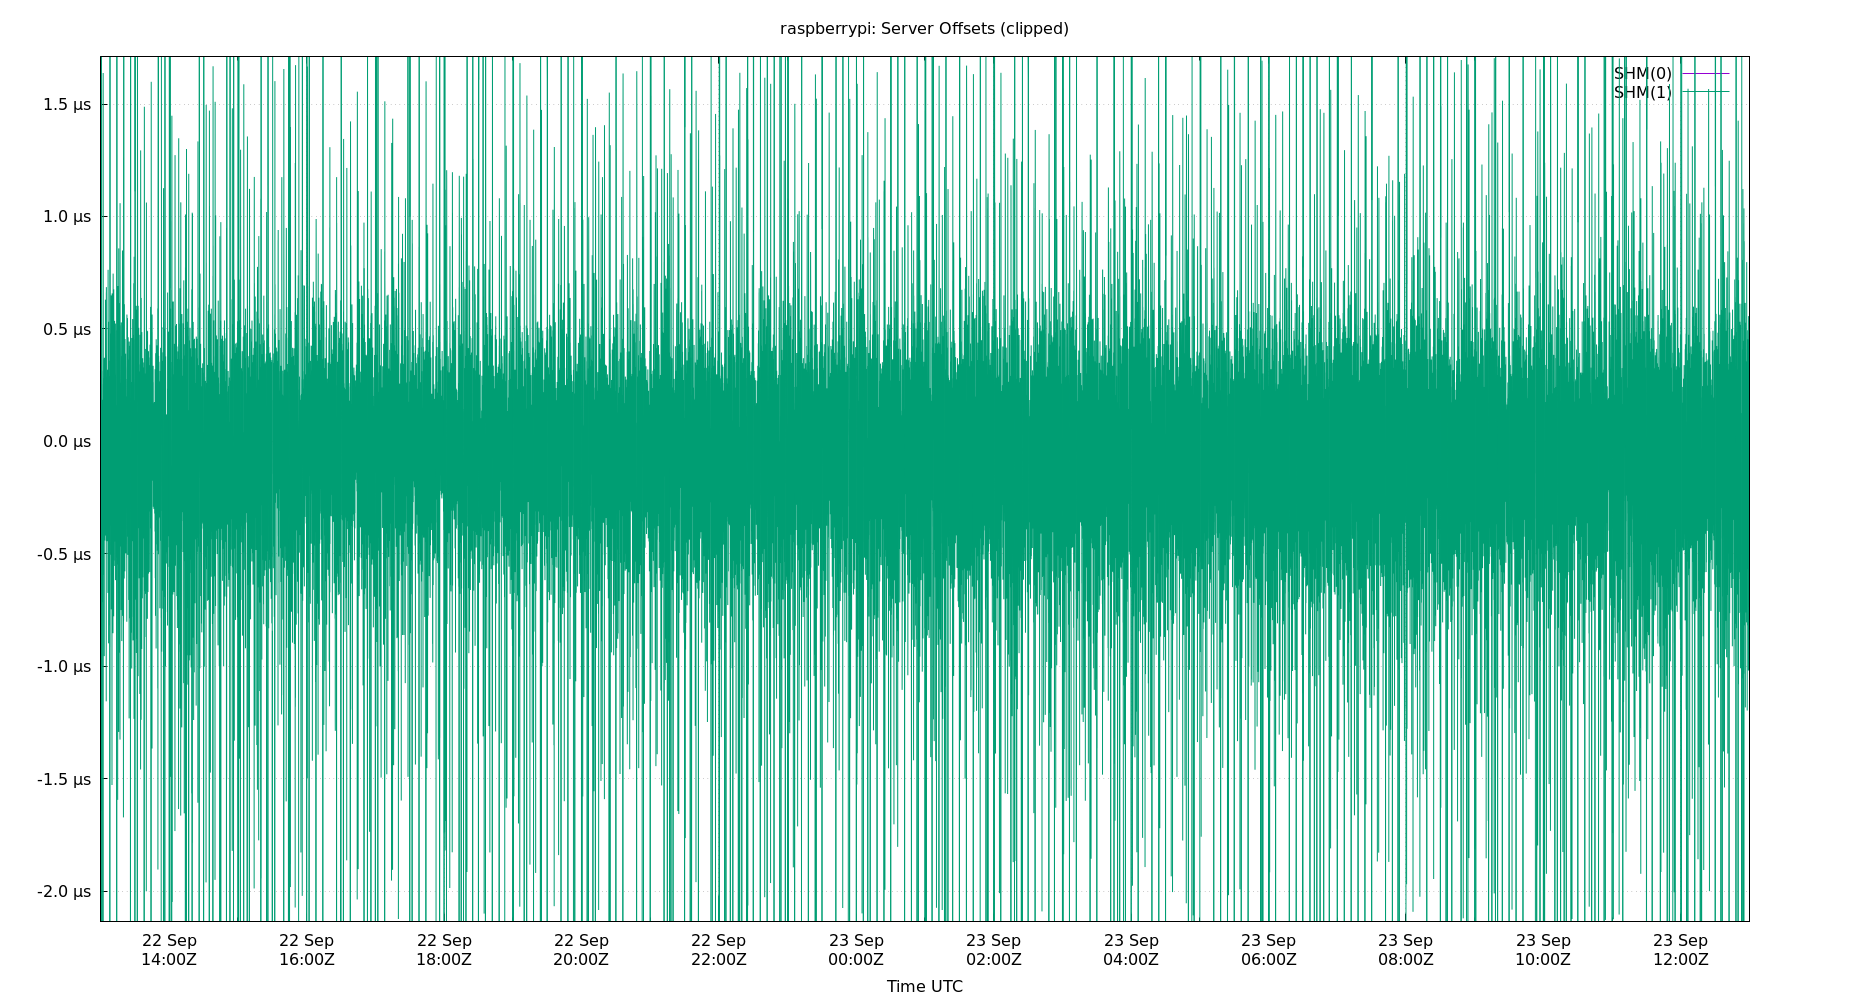 raspberrypi: Server Offsets (clipped)
SHM(0)
SHM(1)
1.5 µs
1.0 µs
0.5 µs
0.0 µs
-0.5 µs
-1.0 µs
-1.5 µs
-2.0 µs
22 Sep 22 Sep 22 Sep 22 Sep 22 Sep 23 Sep 23 Sep 23 Sep 23 Sep 23 Sep 23 Sep 23 Sep
14:00Z 16:00Z 18:00Z 20:00Z 22:00Z 00:00Z 02:00Z 04:00Z 06:00Z 08:00Z 10:00Z 12:00Z
Time UTC